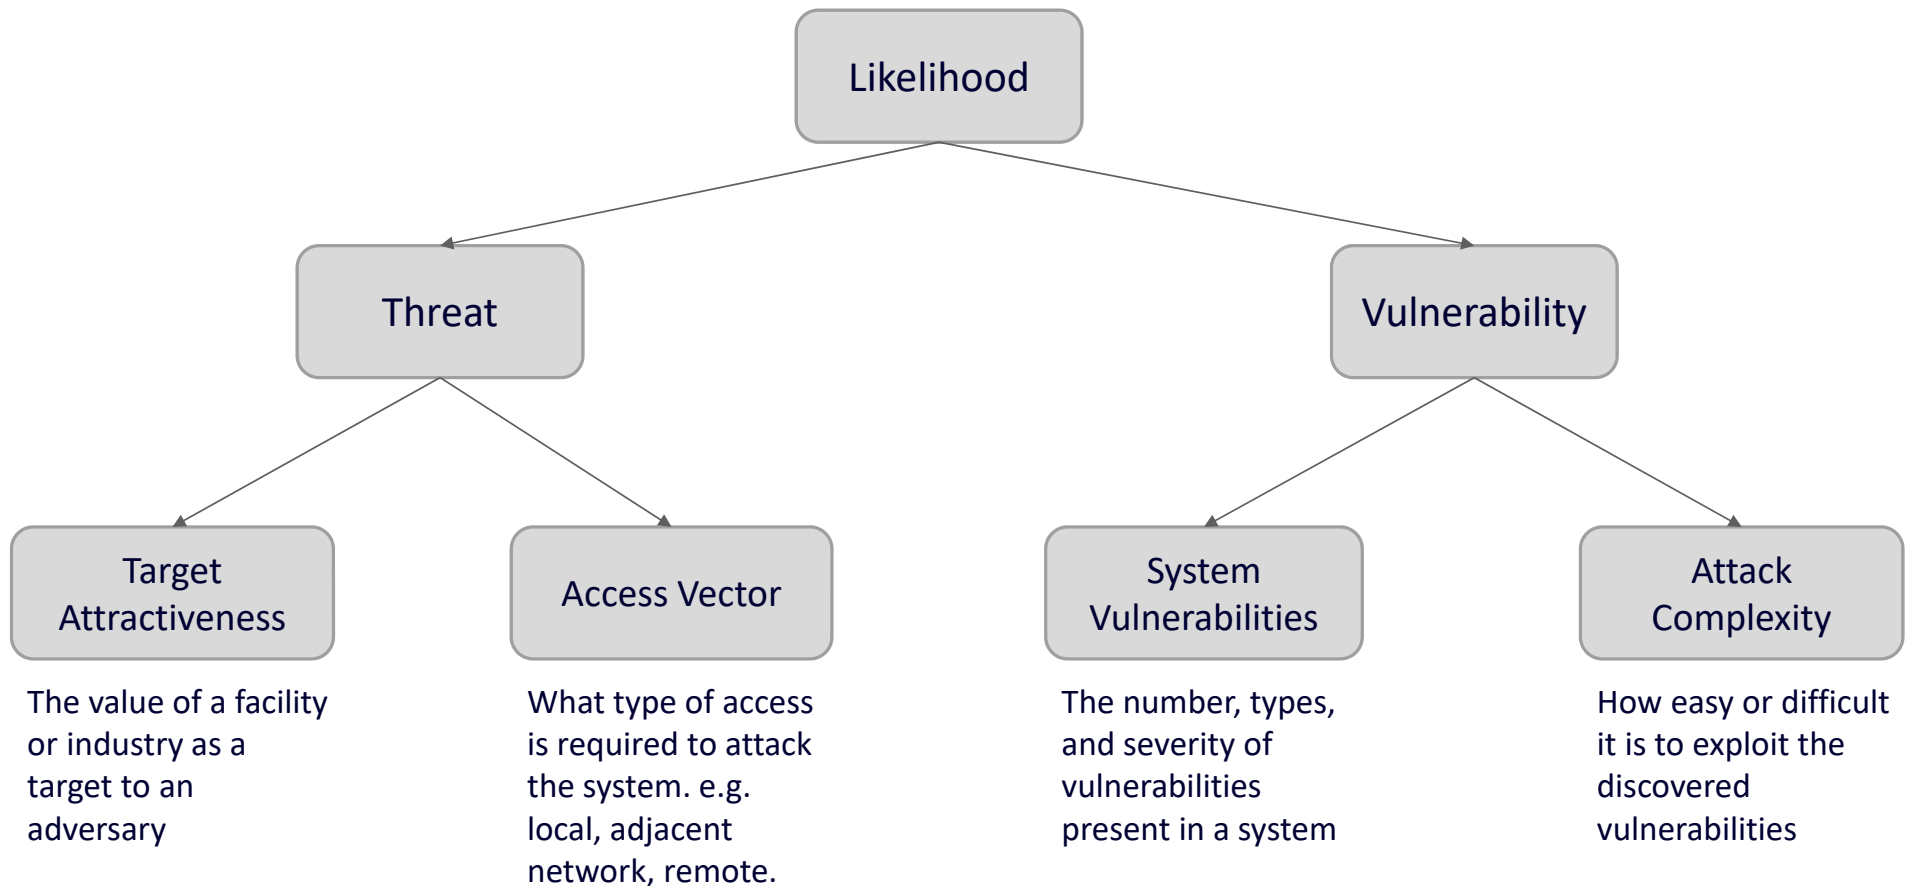 Likelihood
Threat
Vulnerability
Target
Attractiveness
Access Vector
System
Vulnerabilities
Attack
Complexity
The value of a facility
or industry as a
target to an
adversary
What type of access
is required to attack
the system. e.g.
local, adjacent
network, remote.
The number, types,
and severity of
vulnerabilities
present in a system
How easy or difficult
it is to exploit the
discovered
vulnerabilities